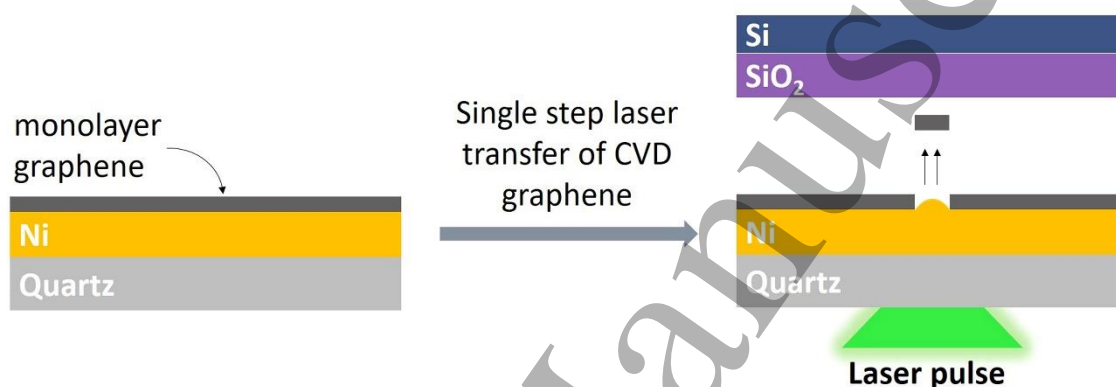 monolayer
graphene
Ni
Quartz
Single step laser
transfer of CVD
graphene
Si
SiO₂
Ni
Quartz
Laser pulse